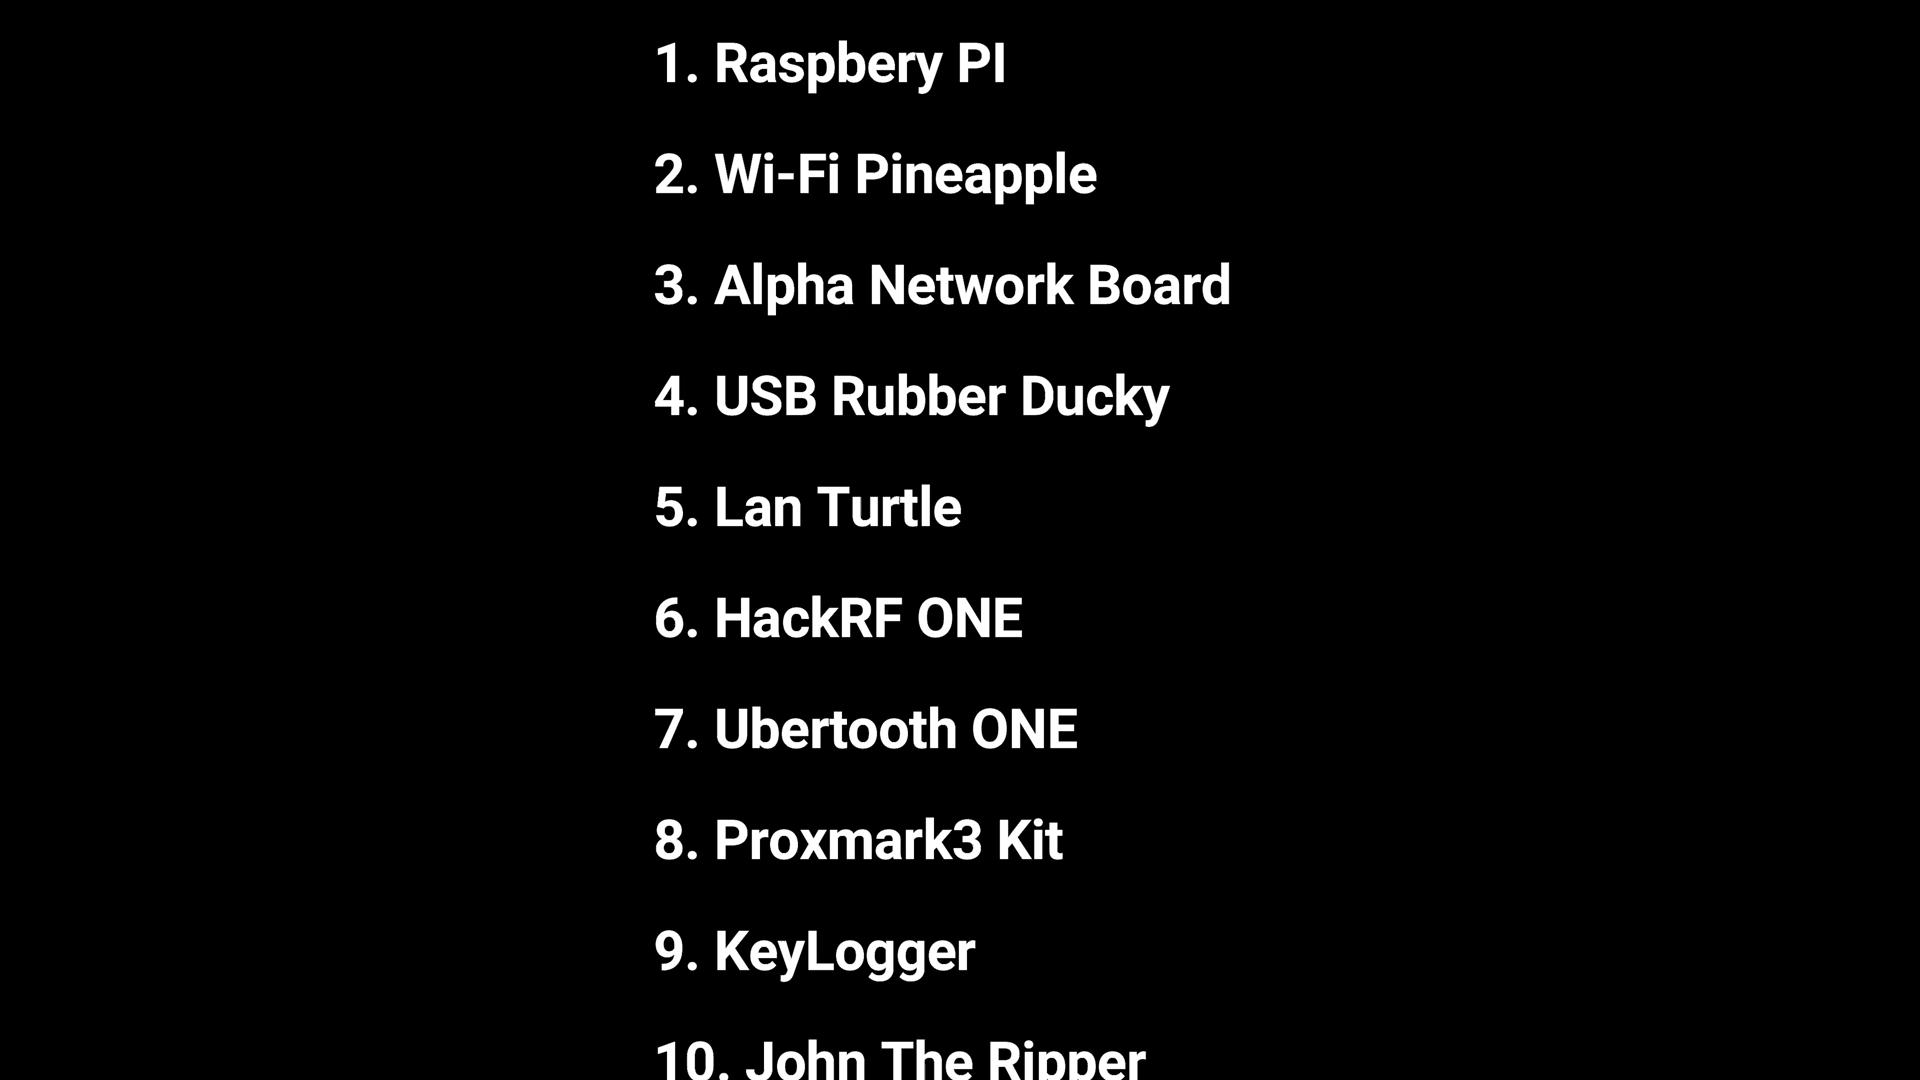 1. Raspbery PI
2. Wi-Fi Pineapple
3. Alpha Network Board
4. USB Rubber Ducky
5. Lan Turtle
6. HackRF ONE
7. Ubertooth ONE
8. Proxmark3 Kit
9. KeyLogger
10. John The Ripper